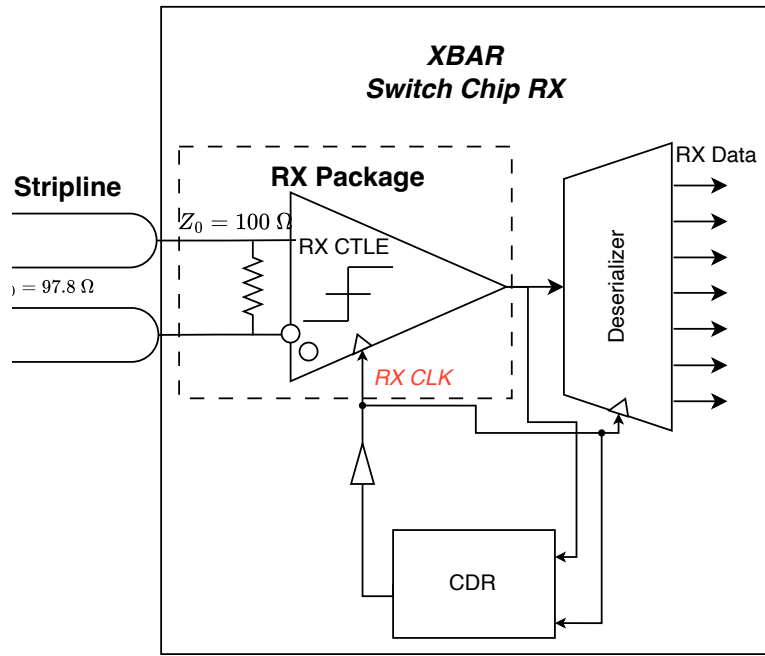 XBAR
Switch Chip RX
RX Data
RX Package
Stripline
Z₀ = 100 Ω
RX CTLE
₀ = 97.8 Ω
Deserializer
RX CLK
CDR